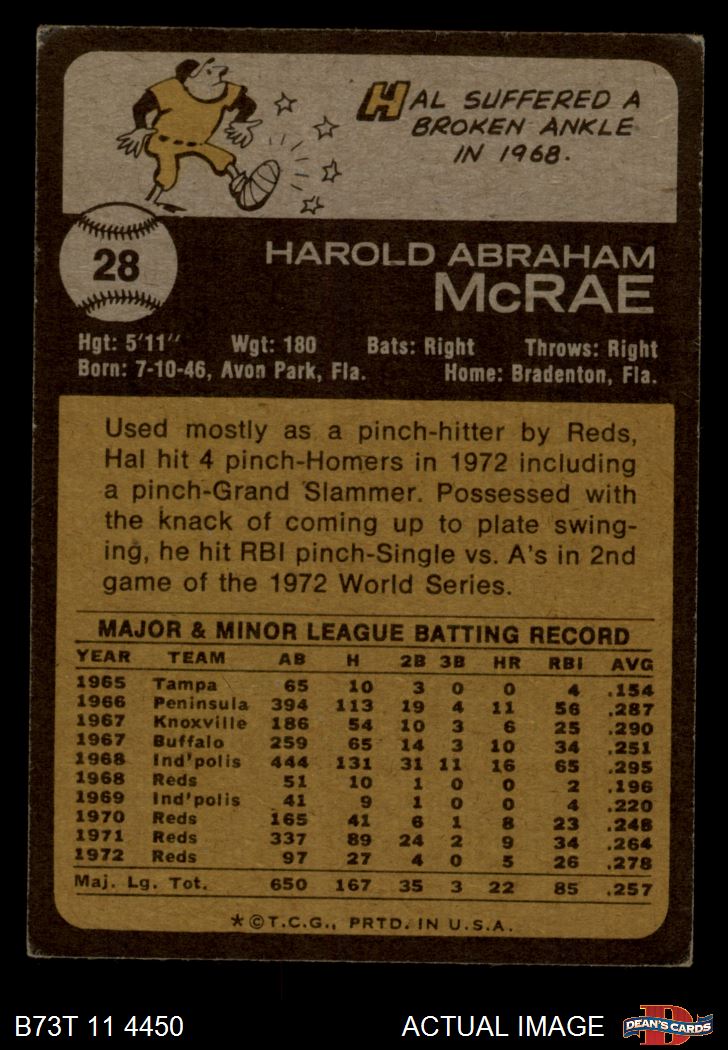 HAL SUFFERED A
BROKEN ANKLE
IN 1968.
28
HAROLD ABRAHAM
McRAE
Hgt: 5'11" Wgt: 180 Bats: Right Throws: Right
Born: 7-10-46, Avon Park, Fla. Home: Bradenton, Fla.
Used mostly as a pinch-hitter by Reds,
Hal hit 4 pinch-Homers in 1972 including
a pinch-Grand Slammer. Possessed with
the knack of coming up to plate swing-
ing, he hit RBI pinch-Single vs. A's in 2nd
game of the 1972 World Series.
MAJOR & MINOR LEAGUE BATTING RECORD
YEAR TEAM AB H 2B 3B HR RBI AVG
1965 Tampa 65 10 3 0 0 4 .154
1966 Peninsula 394 113 19 4 11 56 .287
1967 Knoxville 186 54 10 3 6 25 .290
1967 Buffalo 259 65 14 3 10 34 .251
1968 Ind'polis 444 131 31 11 16 65 .295
1968 Reds 51 10 1 0 0 2 .196
1969 Ind'polis 41 9 1 0 0 4 .220
1970 Reds 165 41 6 1 8 23 .248
1971 Reds 337 89 24 2 9 34 .264
1972 Reds 97 27 4 0 5 26 .278
Maj. Lg. Tot. 650 167 35 3 22 85 .257
*©T.C.G., PRTD. IN U.S.A.
B73T 11 4450 ACTUAL IMAGE
D
DEAN'S CARDS